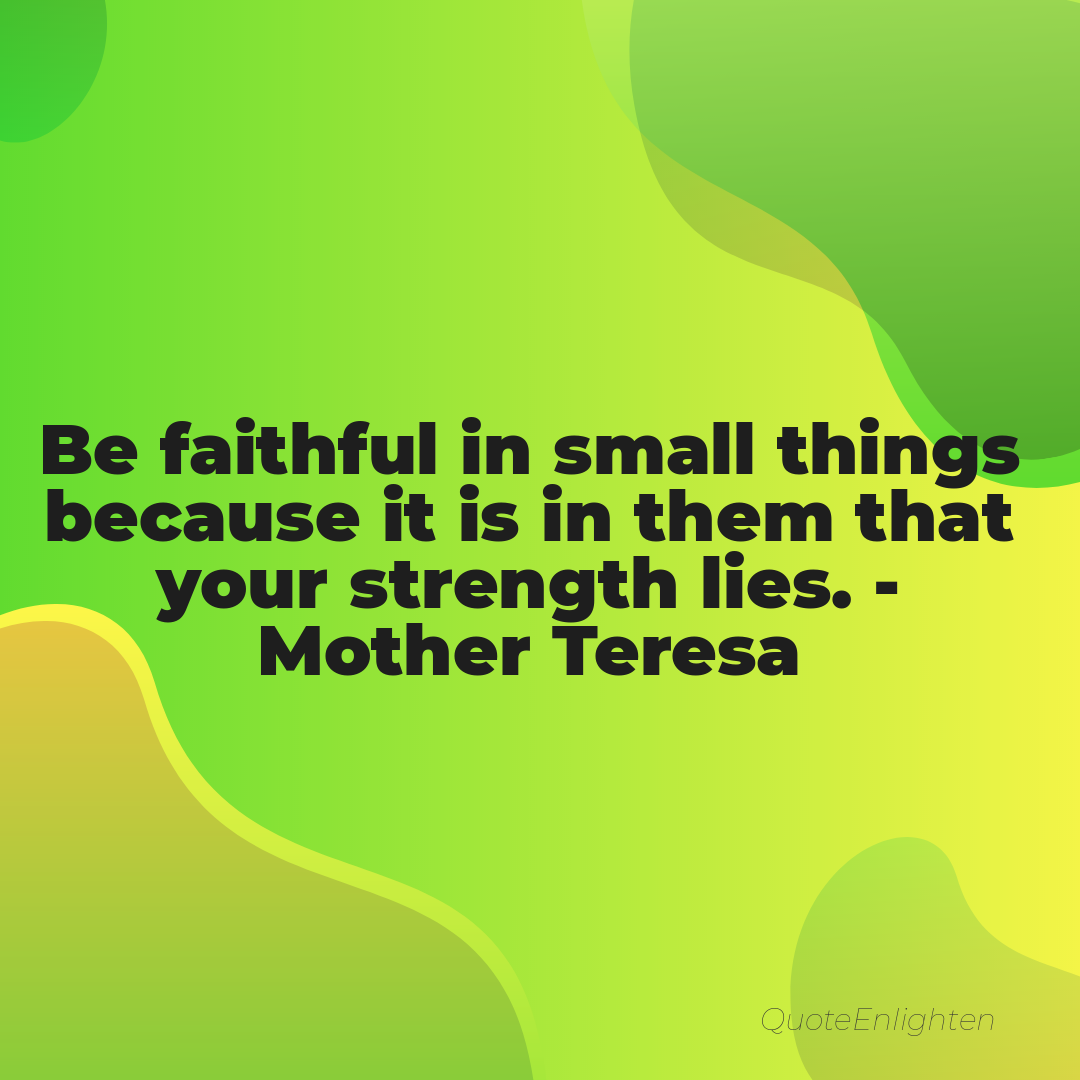 Be faithful in small things
because it is in them that
your strength lies. -
Mother Teresa
QuoteEnlighten